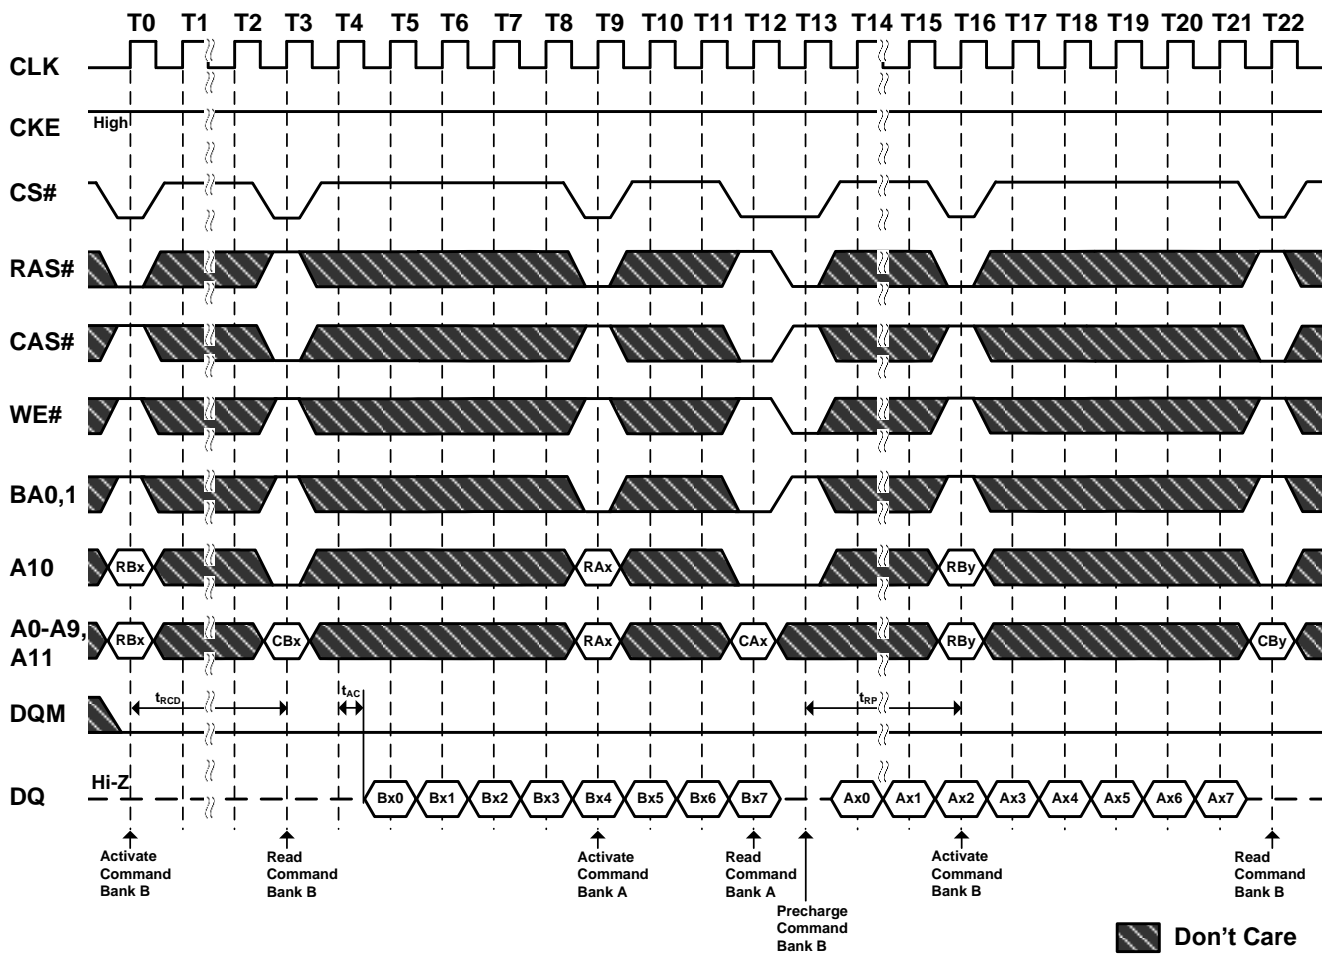 T0 T1 T2 T3 T4 T5 T6 T7 T8 T9 T10 T11 T12 T13 T14 T15 T16 T17 T18 T19 T20 T21 T22
CLK
CKE High
CS#
RAS#
CAS#
WE#
BA0,1
A10 RBx RAx RBy
A0-A9,
A11
RBx CBx RAx CAx RBy CBy
DQM tRCD tAC tRP
DQ Hi-Z Bx0 Bx1 Bx2 Bx3 Bx4 Bx5 Bx6 Bx7 Ax0 Ax1 Ax2 Ax3 Ax4 Ax5 Ax6 Ax7
Activate
Command
Bank B
Read
Command
Bank B
Activate
Command
Bank A
Read
Command
Bank A
Precharge
Command
Bank B
Activate
Command
Bank B
Read
Command
Bank B
Don't Care